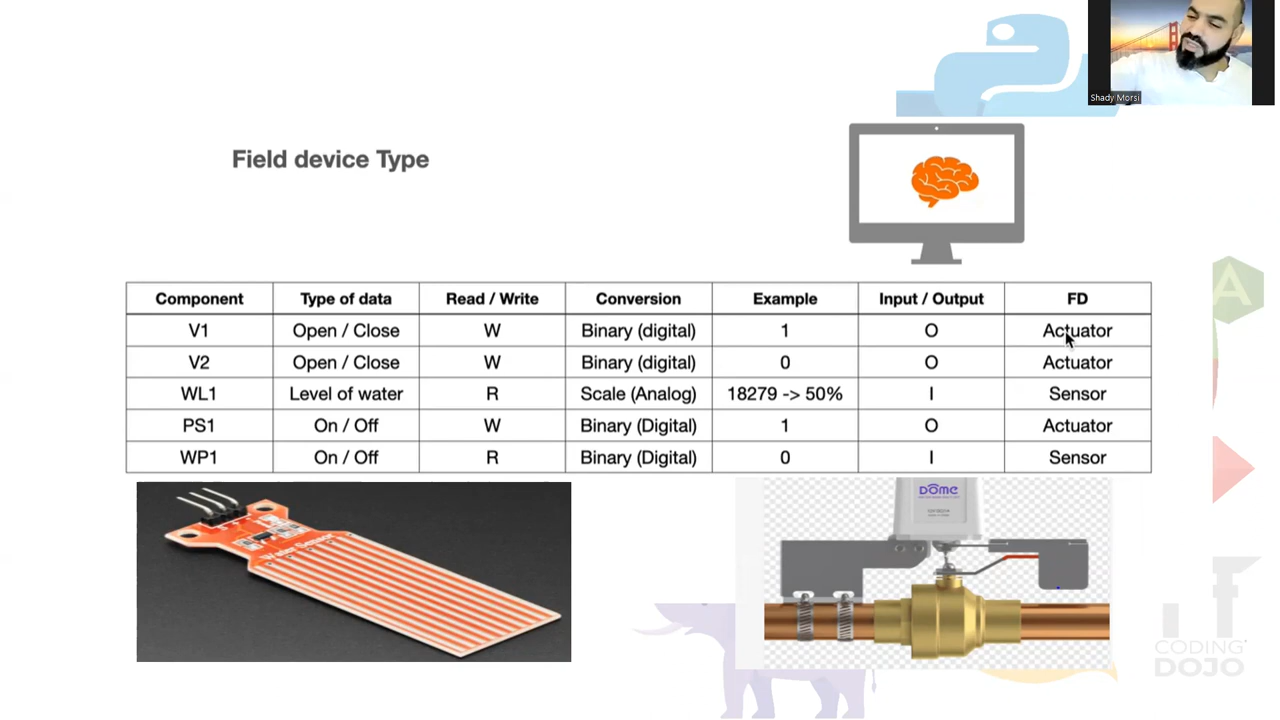 Shady Morsi
Field device Type
Component Type of data Read / Write Conversion Example Input / Output FD
V1 Open / Close W Binary (digital) 1 O Actuator
V2 Open / Close W Binary (digital) 0 O Actuator
WL1 Level of water R Scale (Analog) 18279 -> 50% I Sensor
PS1 On / Off W Binary (Digital) 1 O Actuator
WP1 On / Off R Binary (Digital) 0 I Sensor
Water Sensor
DOME
A
CODING
DOJO